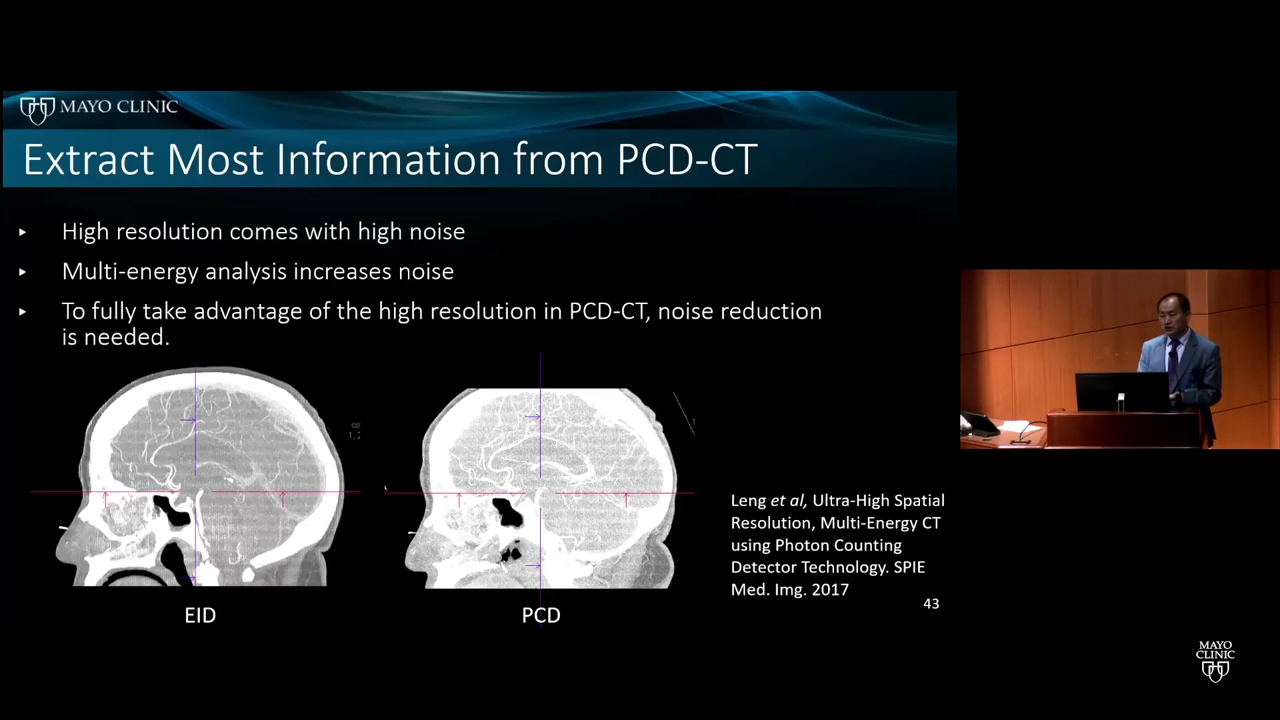 MAYO CLINIC
Extract Most Information from PCD-CT
▸ High resolution comes with high noise
▸ Multi-energy analysis increases noise
▸ To fully take advantage of the high resolution in PCD-CT, noise reduction
is needed.
EID
PCD
Leng et al, Ultra-High Spatial
Resolution, Multi-Energy CT
using Photon Counting
Detector Technology. SPIE
Med. Img. 2017
43
MAYO
CLINIC